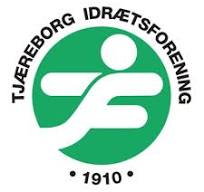 TJÆREBORG IDRÆTSFORENING
· 1910 ·